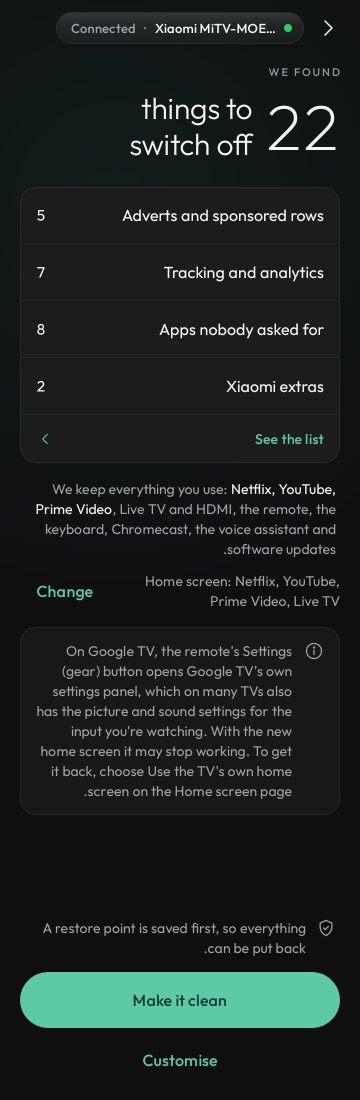 Connected · Xiaomi MiTV-MOE...
WE FOUND
22 things to
switch off
Adverts and sponsored rows 5
Tracking and analytics 7
Apps nobody asked for 8
Xiaomi extras 2
See the list
We keep everything you use: Netflix, YouTube,
Prime Video, Live TV and HDMI, the remote, the
keyboard, Chromecast, the voice assistant and
software updates.
Home screen: Netflix, YouTube,
Prime Video, Live TV
Change
On Google TV, the remote's Settings
(gear) button opens Google TV's own
settings panel, which on many TVs also
has the picture and sound settings for the
input you're watching. With the new
home screen it may stop working. To get
it back, choose Use the TV's own home
screen on the Home screen page.
A restore point is saved first, so everything
can be put back.
Make it clean
Customise